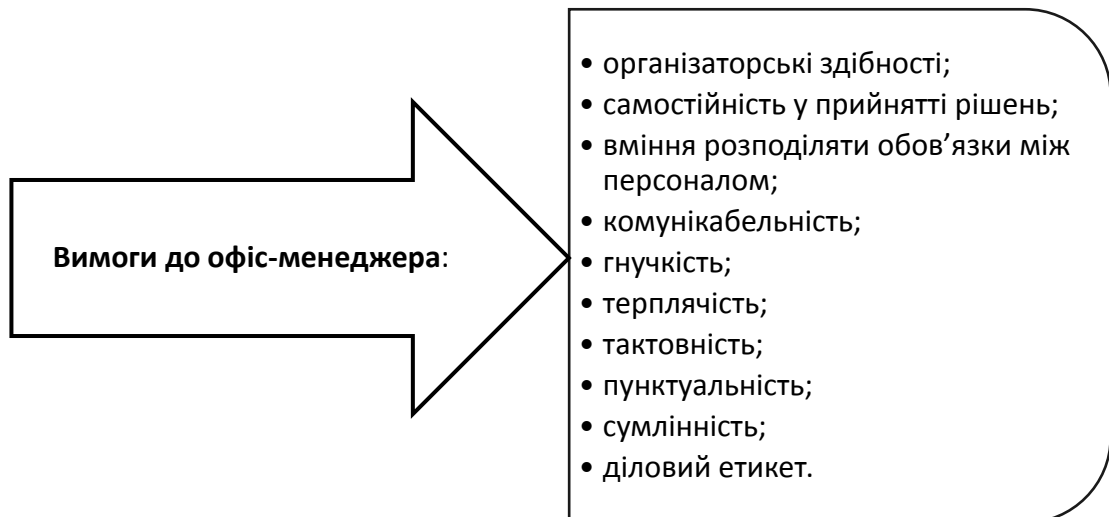 Вимоги до офіс-менеджера:
• організаторські здібності;
• самостійність у прийнятті рішень;
• вміння розподіляти обов’язки між
персоналом;
• комунікабельність;
• гнучкість;
• терплячість;
• тактовність;
• пунктуальність;
• сумлінність;
• діловий етикет.